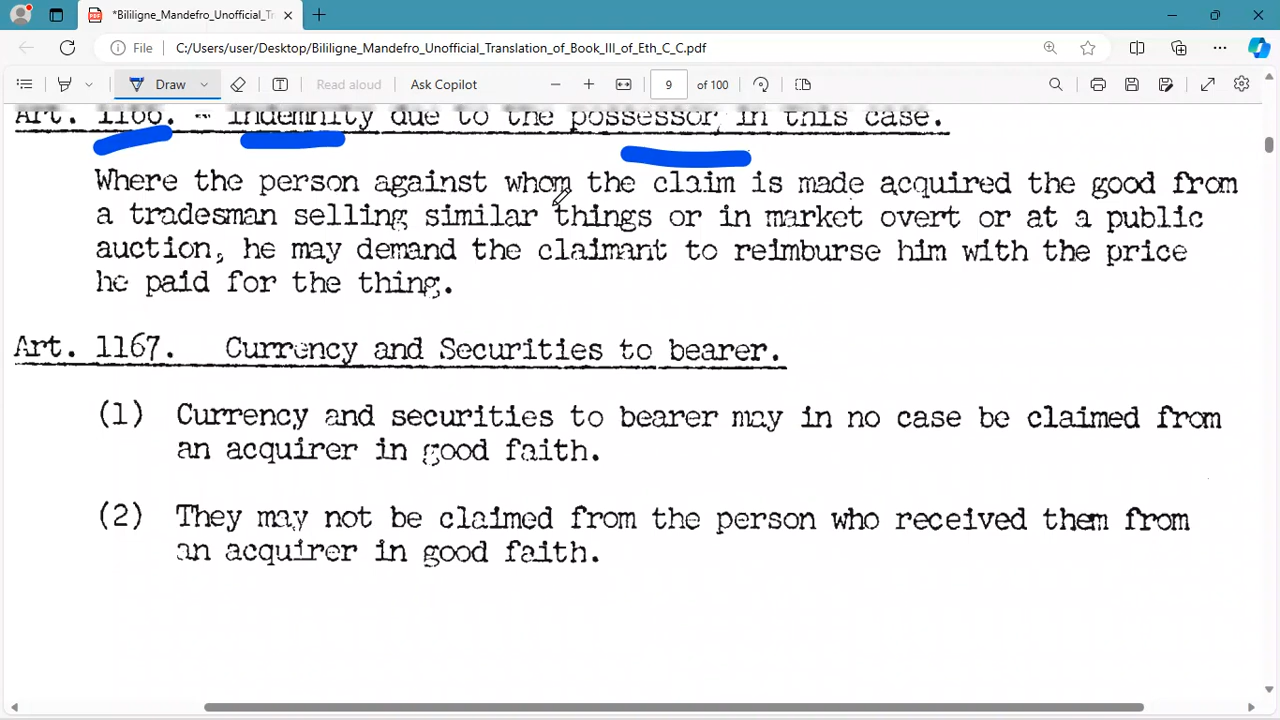 *Bililigne_Mandefro_Unofficial_Tr
File
C:/Users/user/Desktop/Bililigne_Mandefro_Unofficial_Translation_of_Book_III_of_Eth_C_C.pdf
Draw
Read aloud
Ask Copilot
9
of 100
Art. 1166. -- Indemnity due to the possessor in this case.
Where the person against whom the claim is made acquired the good from
a tradesman selling similar things or in market overt or at a public
auction, he may demand the claimant to reimburse him with the price
he paid for the thing.
Art. 1167. Currency and Securities to bearer.
(1) Currency and securities to bearer may in no case be claimed from
an acquirer in good faith.
(2) They may not be claimed from the person who received them from
an acquirer in good faith.